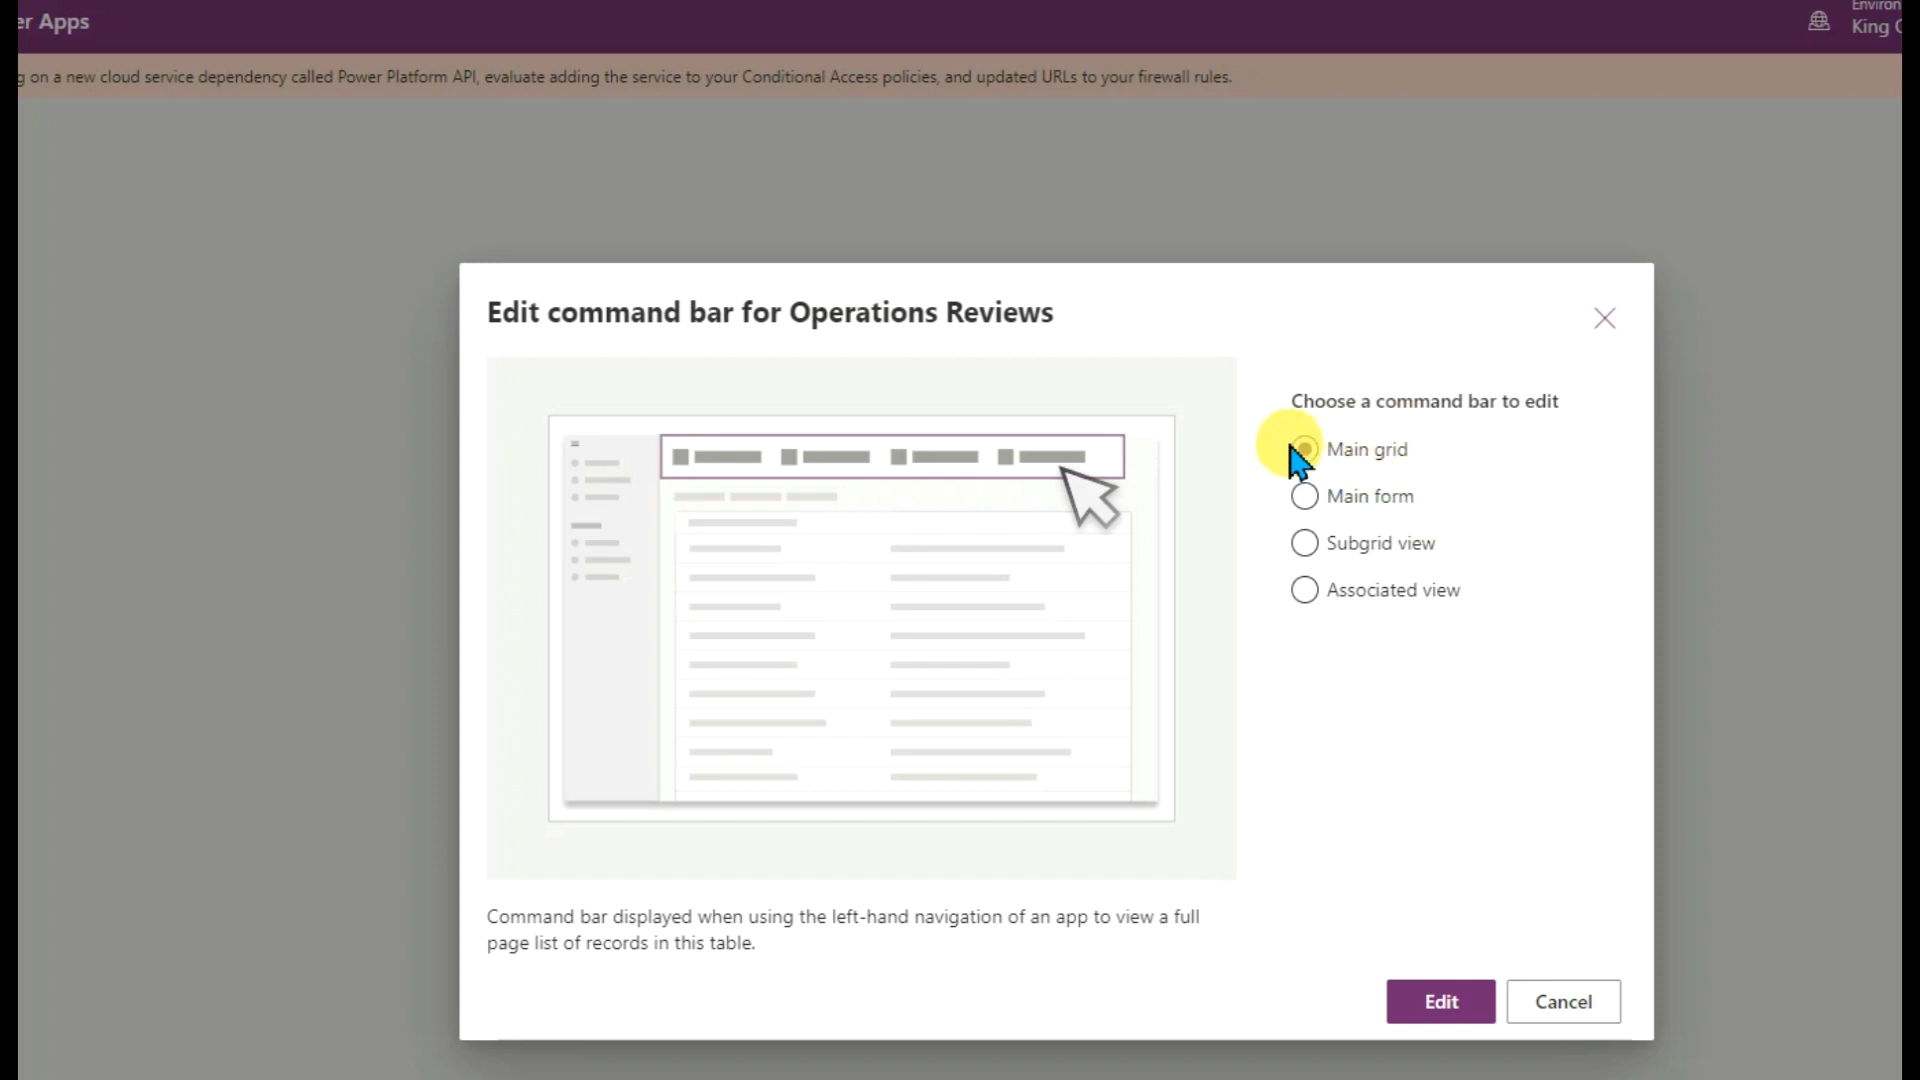 er Apps
Environ
King
g on a new cloud service dependency called Power Platform API, evaluate adding the service to your Conditional Access policies, and updated URLs to your firewall rules.
Edit command bar for Operations Reviews
Choose a command bar to edit
Main grid
Main form
Subgrid view
Associated view
Command bar displayed when using the left-hand navigation of an app to view a full
page list of records in this table.
Edit
Cancel